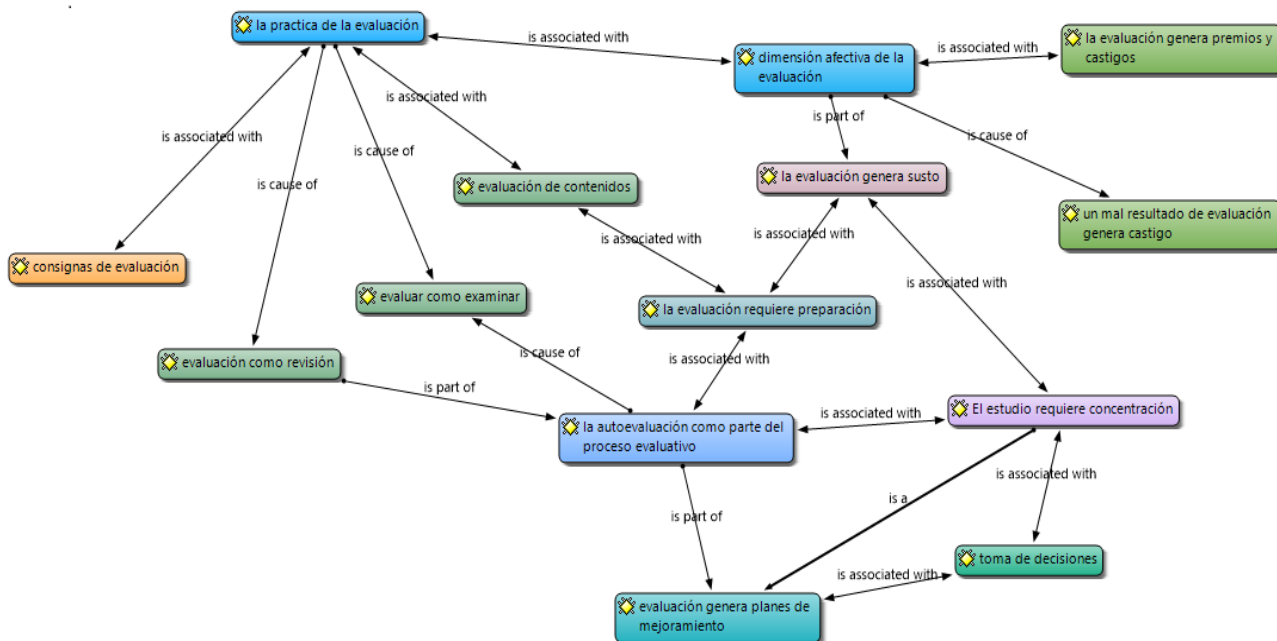 la practica de la evaluación
is associated with
is associated with
la evaluación genera premios y
castigos
dimensión afectiva de la
evaluación
is associated with
is part of
is associated with
is cause of
is cause of
is cause of
la evaluación genera susto
evaluación de contenidos
un mal resultado de evaluación
genera castigo
is associated with
is associated with
consignas de evaluación
is associated with
evaluar como examinar
la evaluación requiere preparación
is cause of
is associated with
evaluación como revisión
is part of
El estudio requiere concentración
is associated with
la autoevaluación como parte del
proceso evaluativo
is associated with
is a
is part of
toma de decisiones
is associated with
evaluación genera planes de
mejoramiento